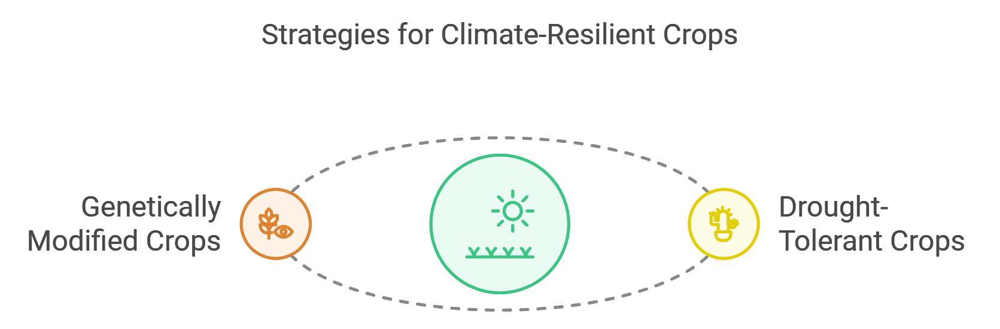 Strategies for Climate-Resilient Crops
Genetically
Modified Crops
Drought-
Tolerant Crops